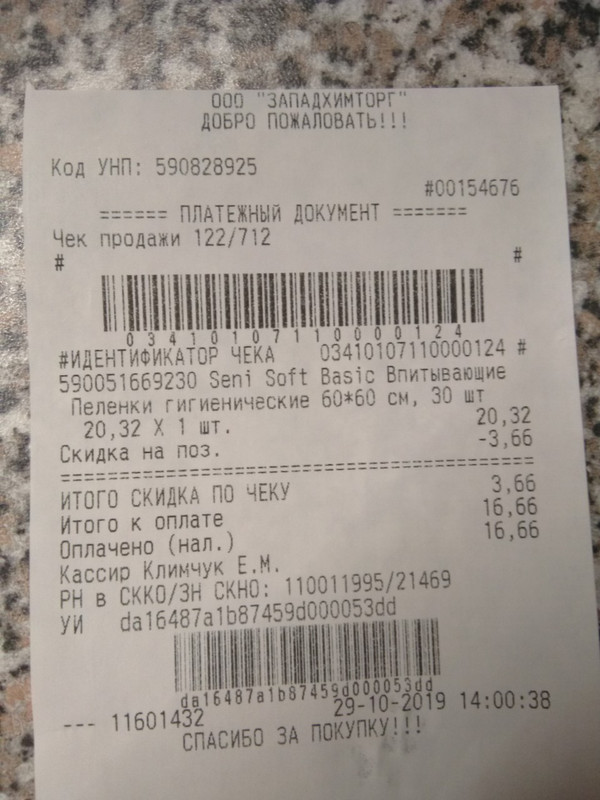 ООО "ЗАПАДХИМТОРГ"
ДОБРО ПОЖАЛОВАТЬ!!!
Код УНП: 590828925
#00154676
====== ПЛАТЕЖНЫЙ ДОКУМЕНТ =======
Чек продажи 122/712
# #
03410107110000124
#ИДЕНТИФИКАТОР ЧЕКА 03410107110000124 #
590051669230 Seni Soft Basic Впитывающие
Пеленки гигиенические 60*60 см, 30 шт
20,32 X 1 шт. 20,32
Скидка на поз. -3,66
========================================
ИТОГО СКИДКА ПО ЧЕКУ 3,66
Итого к оплате 16,66
Оплачено (нал.) 16,66
Кассир Климчук Е.М.
РН в СККО/ЗН СКНО: 110011995/21469
УИ da16487a1b87459d000053dd
da16487a1b87459d000053dd
--- 11601432 29-10-2019 14:00:38
СПАСИБО ЗА ПОКУПКУ!!!